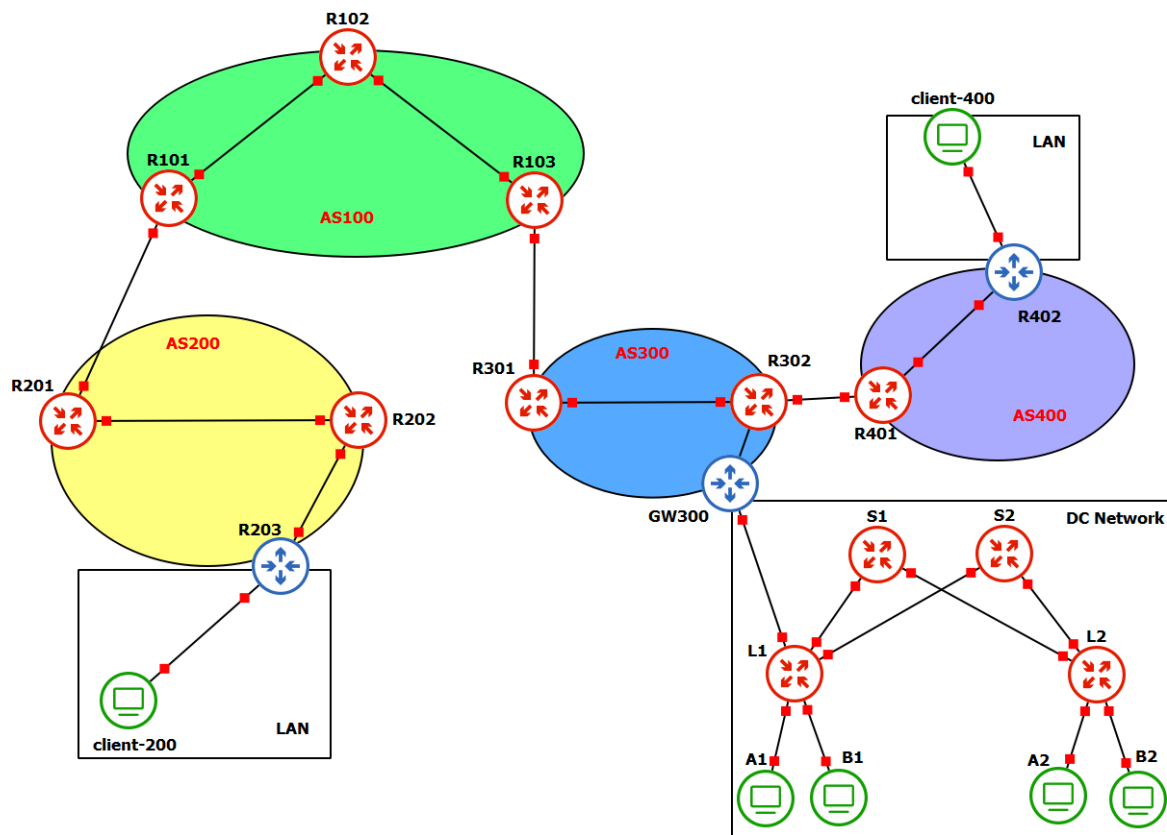 R102
client-400
LAN
R101
R103
AS100
R402
AS200
AS300
R302
R301
R201
R202
AS400
R401
GW300
S1
S2
DC Network
R203
L1
L2
LAN
client-200
A1
B1
A2
B2